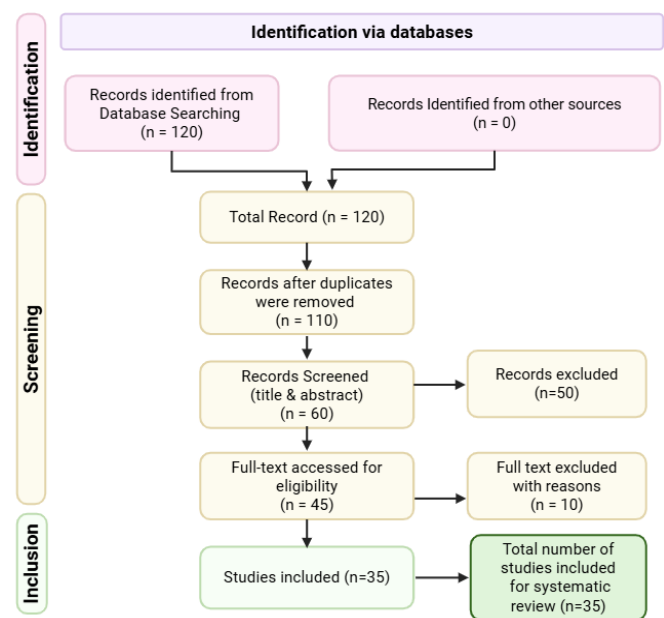 Identification via databases
Identification
Records identified from
Database Searching
(n = 120)
Records Identified from other sources
(n = 0)
Screening
Total Record (n = 120)
Records after duplicates
were removed
(n = 110)
Records Screened
(title & abstract)
(n = 60)
Records excluded
(n=50)
Full-text accessed for
eligibility
(n = 45)
Full text excluded
with reasons
(n = 10)
Inclusion
Studies included (n=35)
Total number of
studies included
for systematic
review (n=35)